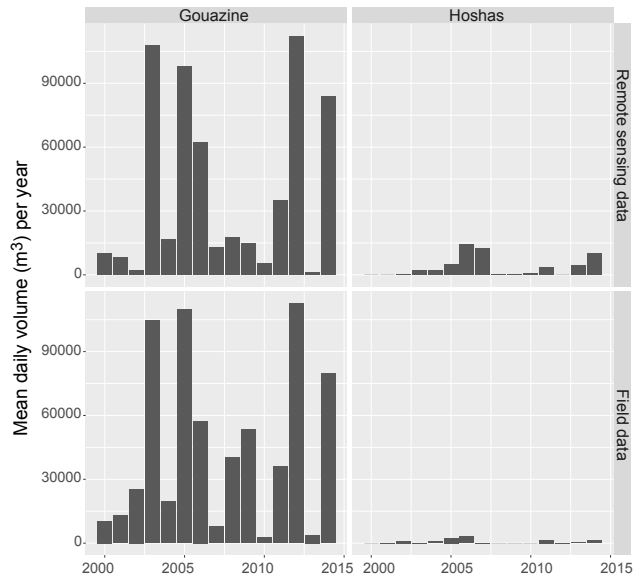 Gouazine Hoshas
Mean daily volume (m³) per year
90000
60000
30000
0
Remote sensing data
90000
60000
30000
0
Field data
2000 2005 2010 2015 2000 2005 2010 2015